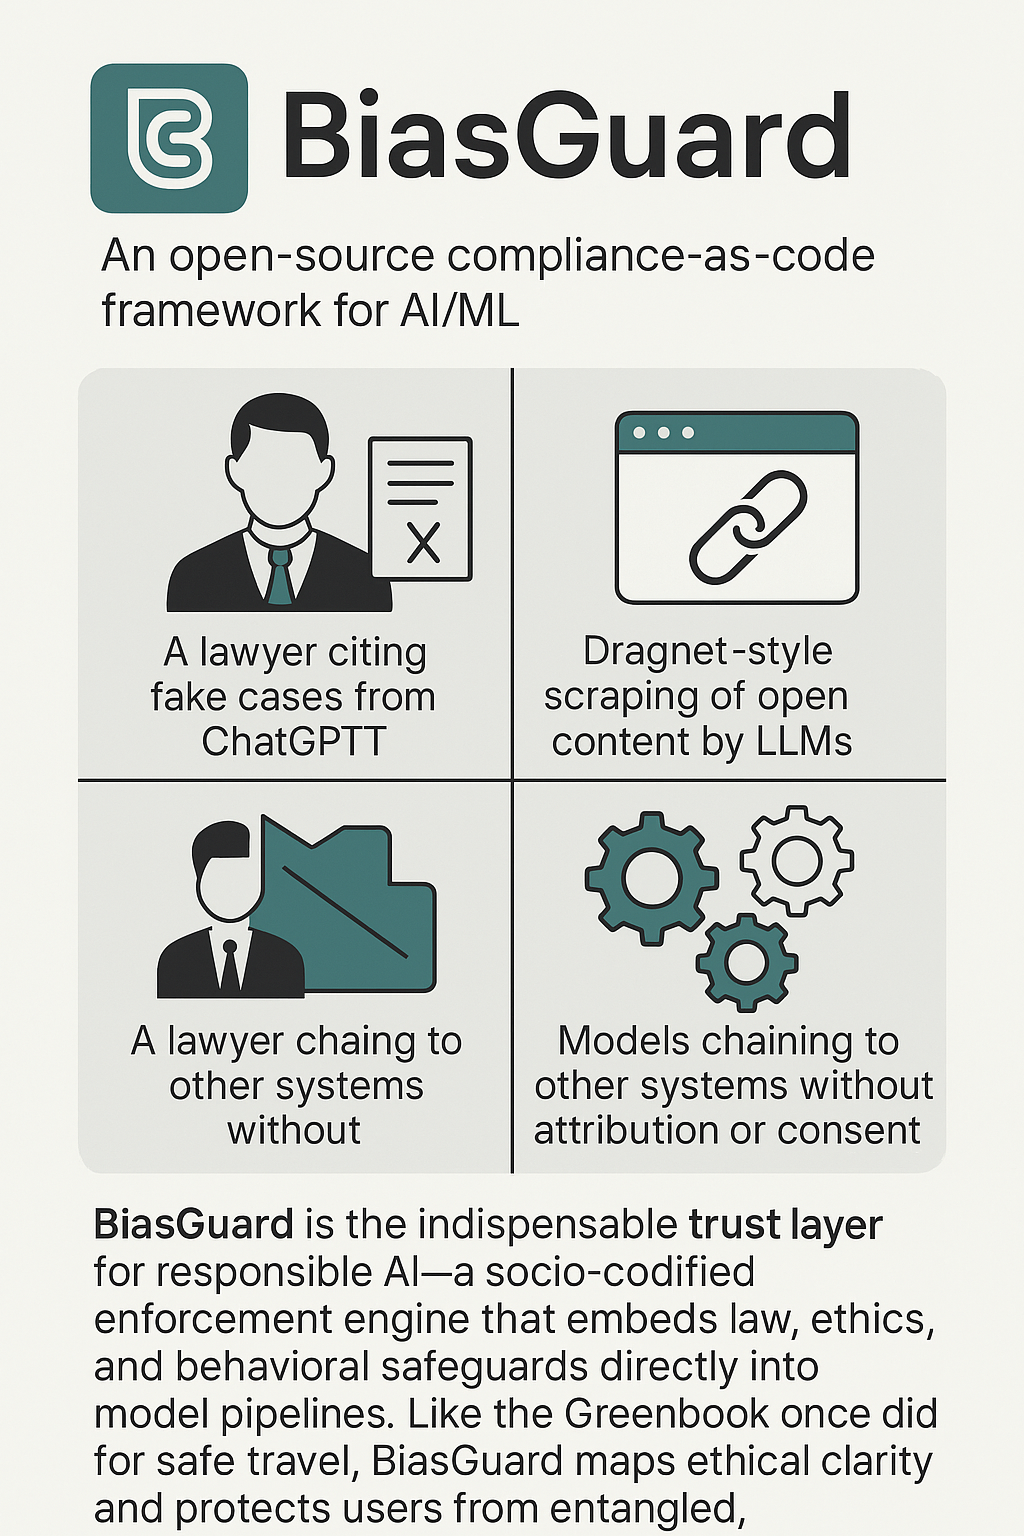 BiasGuard
An open-source compliance-as-code
framework for AI/ML
A lawyer citing
fake cases from
ChatGPTT
Dragnet-style
scraping of open
content by LLMs
A lawyer chaing to
other systems
without
Models chaining to
other systems without
attribution or consent
BiasGuard is the indispensable trust layer
for responsible AI—a socio-codified
enforcement engine that embeds law, ethics,
and behavioral safeguards directly into
model pipelines. Like the Greenbook once did
for safe travel, BiasGuard maps ethical clarity
and protects users from entangled,